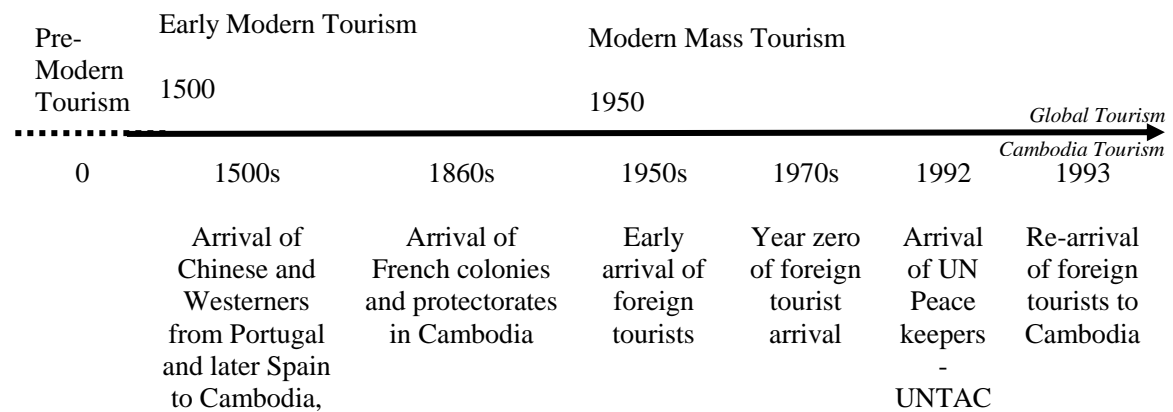 Pre-
Modern
Tourism
Early Modern Tourism
1500
Modern Mass Tourism
1950
Global Tourism
Cambodia Tourism
0
1500s
1860s
1950s
1970s
1992
1993
Arrival of
Chinese and
Westerners
from Portugal
and later Spain
to Cambodia,
Arrival of
French colonies
and protectorates
in Cambodia
Early
arrival of
foreign
tourists
Year zero
of foreign
tourist
arrival
Arrival
of UN
Peace
keepers
-
UNTAC
Re-arrival
of foreign
tourists to
Cambodia